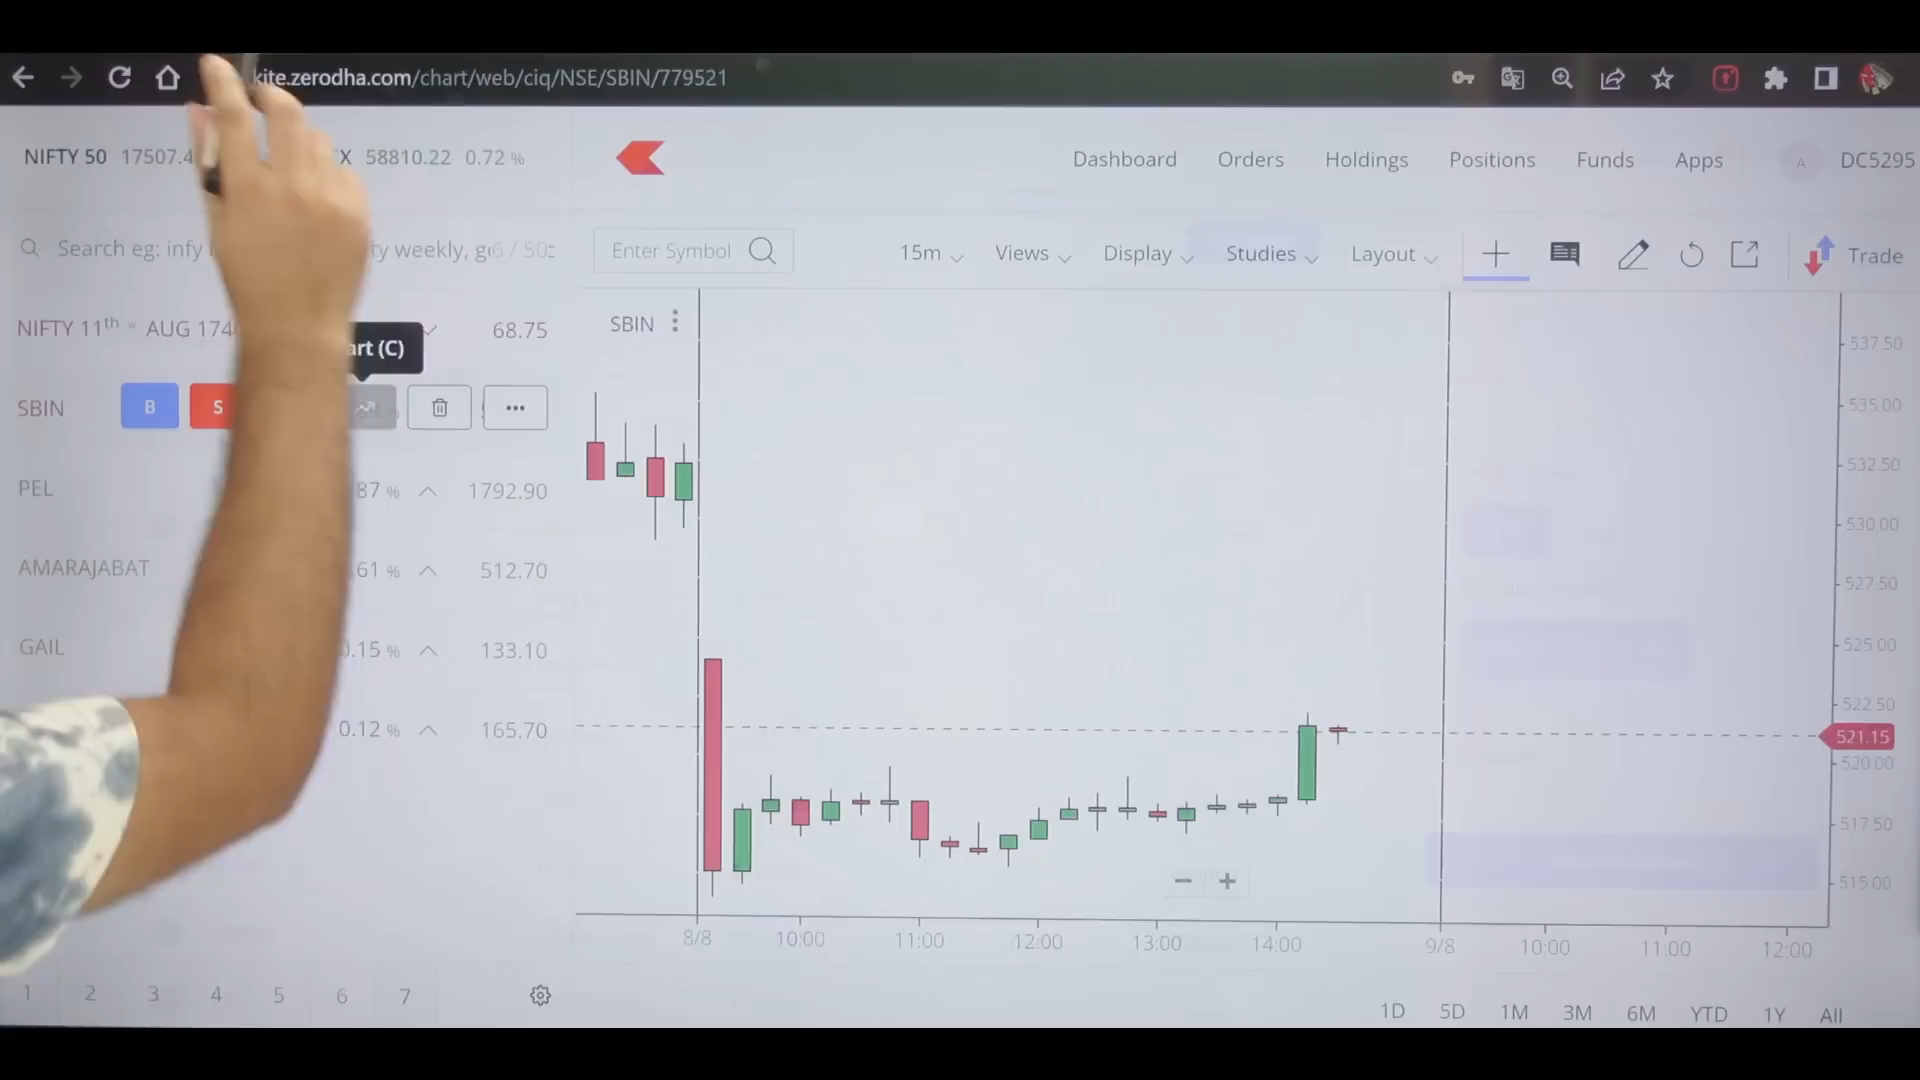 kite.zerodha.com/chart/web/ciq/NSE/SBIN/779521
NIFTY 50 17507.4 X 58810.22 0.72 %
Dashboard Orders Holdings Positions Funds Apps A DC5295
Search eg: infy ty weekly, g 6 / 50
Enter Symbol 15m Views Display Studies Layout Trade
NIFTY 11th w AUG 174 68.75
art (C)
SBIN B S •••
PEL 87 % 1792.90
AMARAJABAT .61 % 512.70
GAIL 0.15 % 133.10
0.12 % 165.70
1 2 3 4 5 6 7
SBIN
537.50
535.00
532.50
530.00
527.50
525.00
522.50
521.15
520.00
517.50
515.00
8/8 10:00 11:00 12:00 13:00 14:00 9/8 10:00 11:00 12:00
1D 5D 1M 3M 6M YTD 1Y All